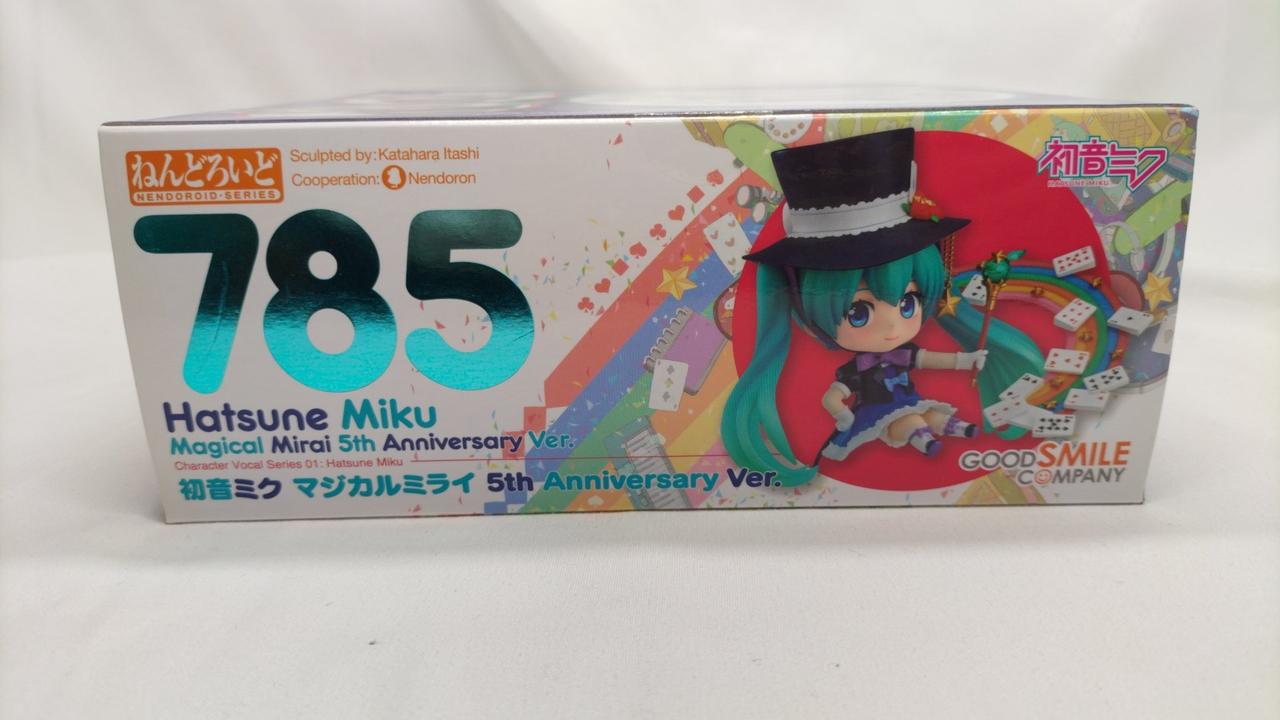 ねんどろいど
NENDOROID•SERIES
Sculpted by: Katahara Itashi
Cooperation: Nendoron
785
Hatsune Miku
Magical Mirai 5th Anniversary Ver.
Character Vocal Series 01: Hatsune Miku
初音ミク マジカルミライ 5th Anniversary Ver.
初音ミク
HATSUNE MIKU
GOOD SMILE
COMPANY